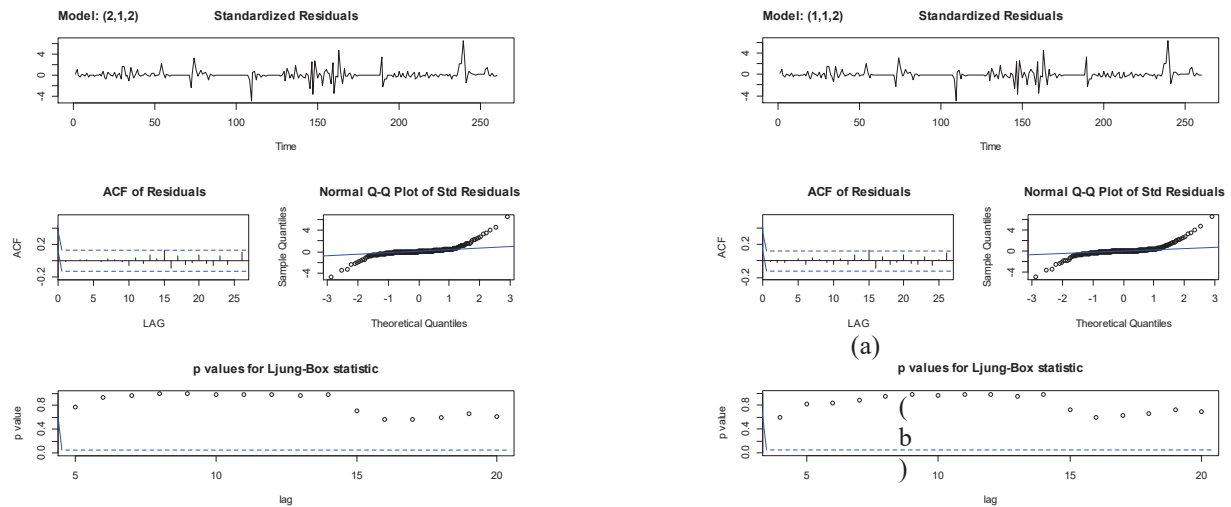 Model: (2,1,2) Standardized Residuals
4
0
-4
0 50 100 150 200 250
Time
ACF of Residuals
ACF
0.2
-0.2
0 5 10 15 20 25
LAG
Normal Q-Q Plot of Std Residuals
Sample Quantiles
4
0
-4
-3 -2 -1 0 1 2 3
Theoretical Quantiles
p values for Ljung-Box statistic
p value
0.8
0.4
0.0
5 10 15 20
lag
Model: (1,1,2) Standardized Residuals
4
0
-4
0 50 100 150 200 250
Time
ACF of Residuals
ACF
0.2
-0.2
0 5 10 15 20 25
LAG
Normal Q-Q Plot of Std Residuals
Sample Quantiles
4
0
-4
-3 -2 -1 0 1 2 3
Theoretical Quantiles
(a)
p values for Ljung-Box statistic
p value
0.8
0.4
0.0
(
b
)
5 10 15 20
lag